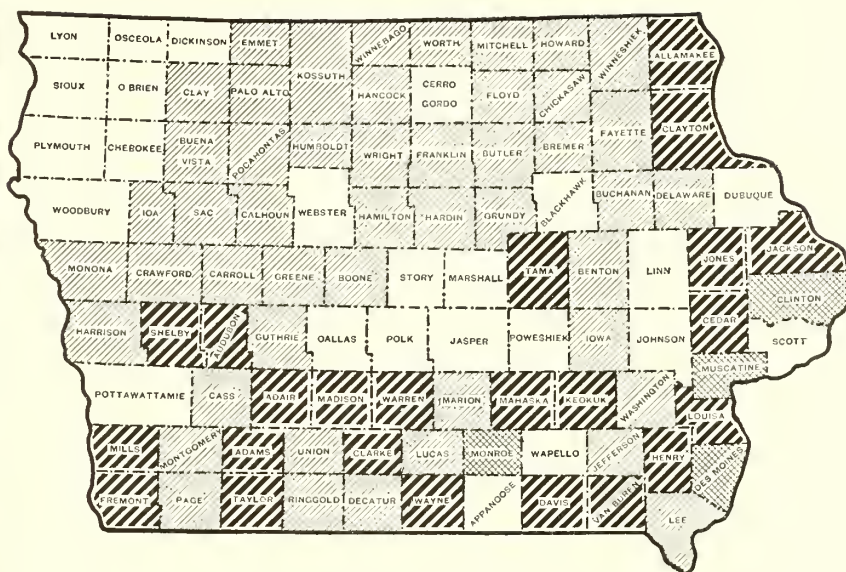 LYON OSCEOLA DICKINSON EMMET WINNEBAGO WORTH MITCHELL HOWARD WINNESHIEK ALLAMAKEE
SIOUX O BRIEN CLAY PALO ALTO KOSSUTH HANCOCK CERRO GORDO FLOYD CHICKASAW
PLYMOUTH CHEROKEE BUENA VISTA POCAHONTAS HUMBOLDT WRIGHT FRANKLIN BUTLER BREMER FAYETTE CLAYTON
WOODBURY IDA SAC CALHOUN WEBSTER HAMILTON HARDIN GRUNDY BLACKHAWK BUCHANAN DELAWARE DUBUQUE
MONONA CRAWFORD CARROLL GREENE BOONE STORY MARSHALL TAMA BENTON LINN JONES JACKSON
CLINTON
HARRISON SHELBY AUDUBON GUTHRIE DALLAS POLK JASPER POWESHIEK IOWA JOHNSON CEDAR SCOTT
MUSCATINE
POTTAWATTAMIE CASS ADAIR MADISON WARREN MARION MAHASKA KEOKUK WASHINGTON LOUISA
MILLS MONTGOMERY ADAMS UNION CLARKE LUCAS MONROE WAPELLO JEFFERSON HENRY DES MOINES
FREMONT PAGE TAYLOR RINGGOLD DECATUR WAYNE APPANOOSE DAVIS VAN BUREN LEE